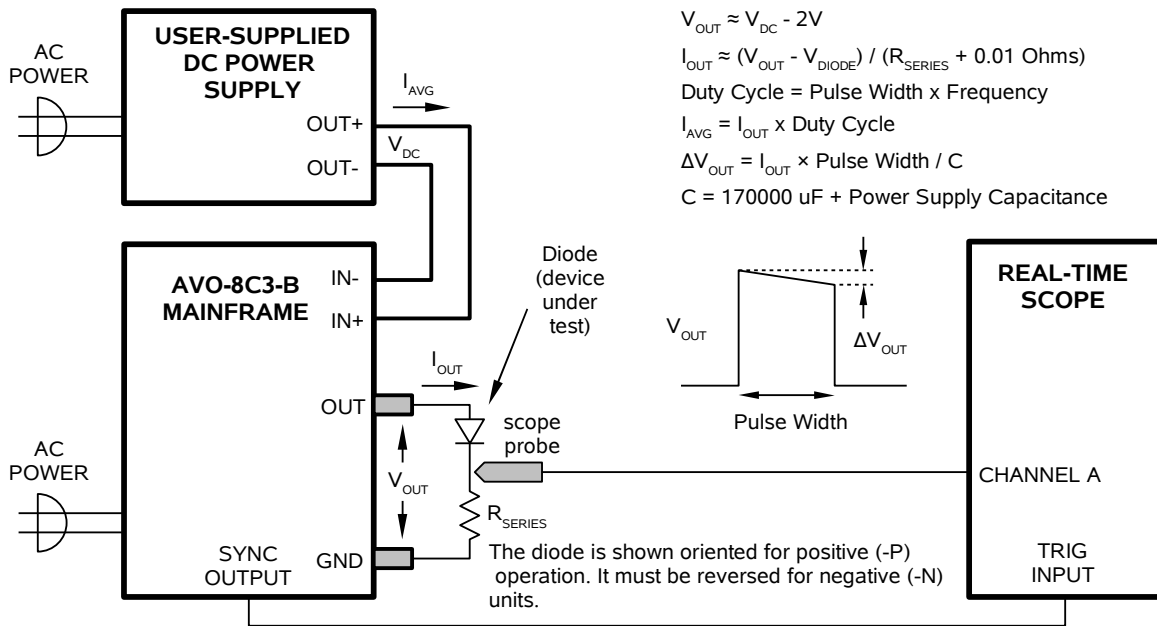 USER-SUPPLIED
DC POWER
SUPPLY
AC
POWER
OUT+
OUT-
I_AVG
V_DC
V_OUT ≈ V_DC - 2V
I_OUT ≈ (V_OUT - V_DIODE) / (R_SERIES + 0.01 Ohms)
Duty Cycle = Pulse Width x Frequency
I_AVG = I_OUT x Duty Cycle
ΔV_OUT = I_OUT × Pulse Width / C
C = 170000 uF + Power Supply Capacitance
AVO-8C3-B
MAINFRAME
IN-
IN+
OUT
GND
SYNC
OUTPUT
AC
POWER
I_OUT
V_OUT
Diode
(device
under
test)
scope
probe
R_SERIES
The diode is shown oriented for positive (-P)
operation. It must be reversed for negative (-N)
units.
V_OUT
ΔV_OUT
Pulse Width
REAL-TIME
SCOPE
CHANNEL A
TRIG
INPUT